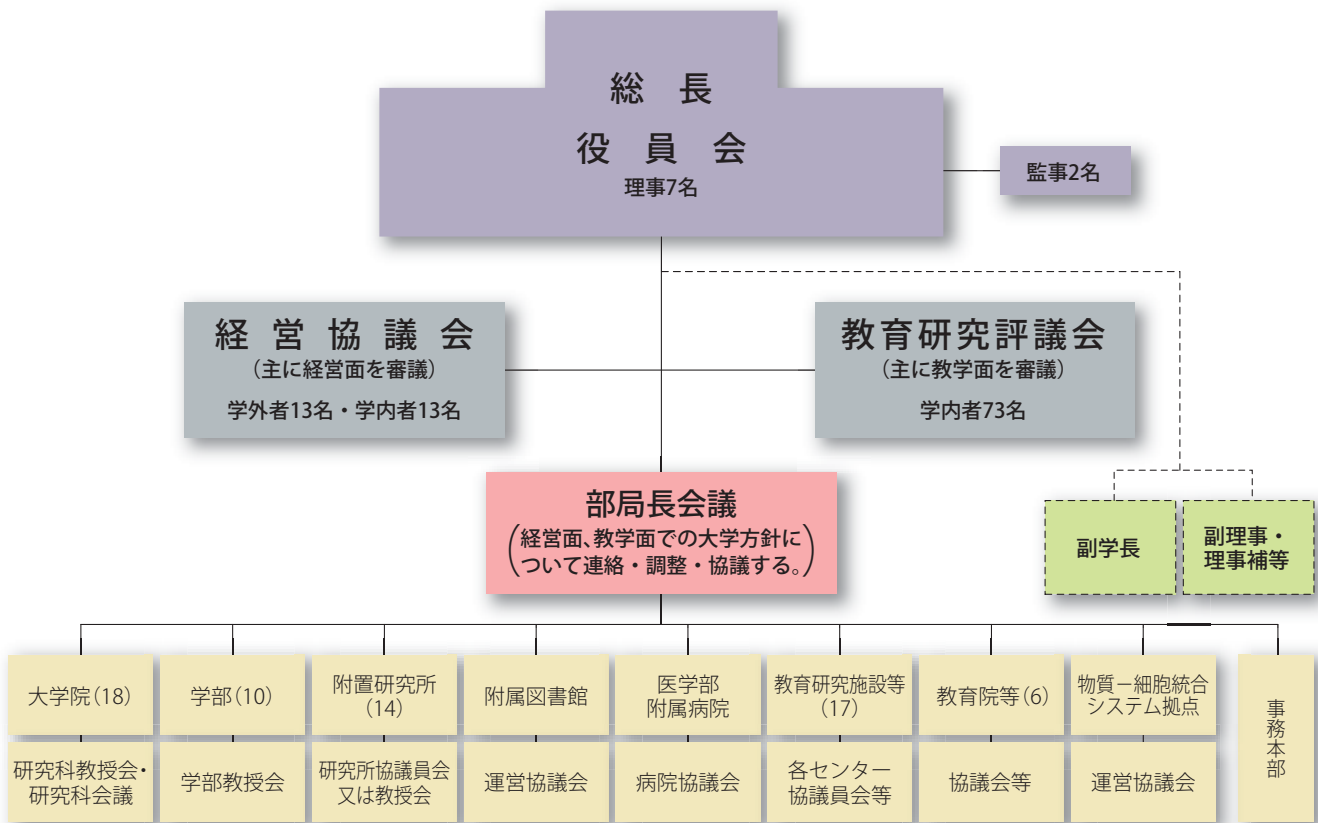 総長
役員会
理事7名
監事2名
経営協議会
(主に経営面を審議)
学外者13名・学内者13名
教育研究評議会
(主に教学面を審議)
学内者73名
部局長会議
(経営面、教学面での大学方針に
ついて連絡・調整・協議する。)
副学長
副理事・
理事補等
大学院(18)
研究科教授会・
研究科会議
学部(10)
学部教授会
附置研究所
(14)
研究所協議員会
又は教授会
附属図書館
運営協議会
医学部
附属病院
病院協議会
教育研究施設等
(17)
各センター
協議員会等
教育院等(6)
協議会等
物質－細胞統合
システム拠点
運営協議会
事務本部